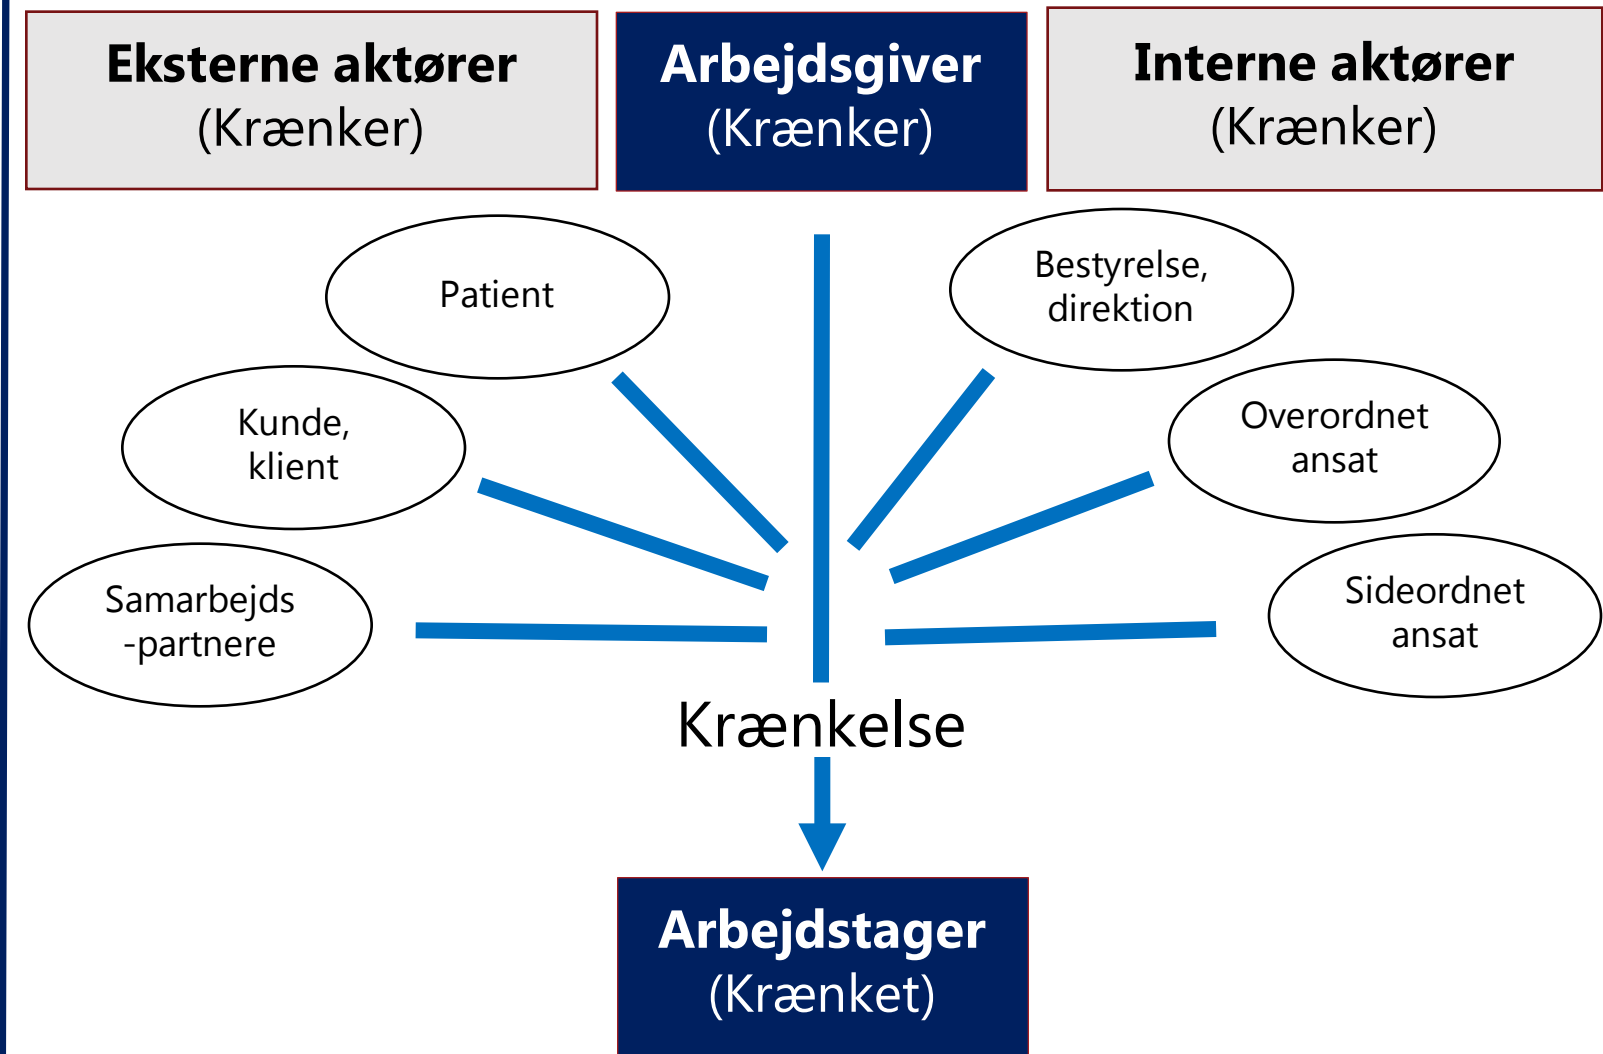 Eksterne aktører
(Krænker)
Arbejdsgiver
(Krænker)
Interne aktører
(Krænker)
Patient
Bestyrelse,
direktion
Kunde,
klient
Overordnet
ansat
Samarbejds
-partnere
Sideordnet
ansat
Krænkelse
Arbejdstager
(Krænket)